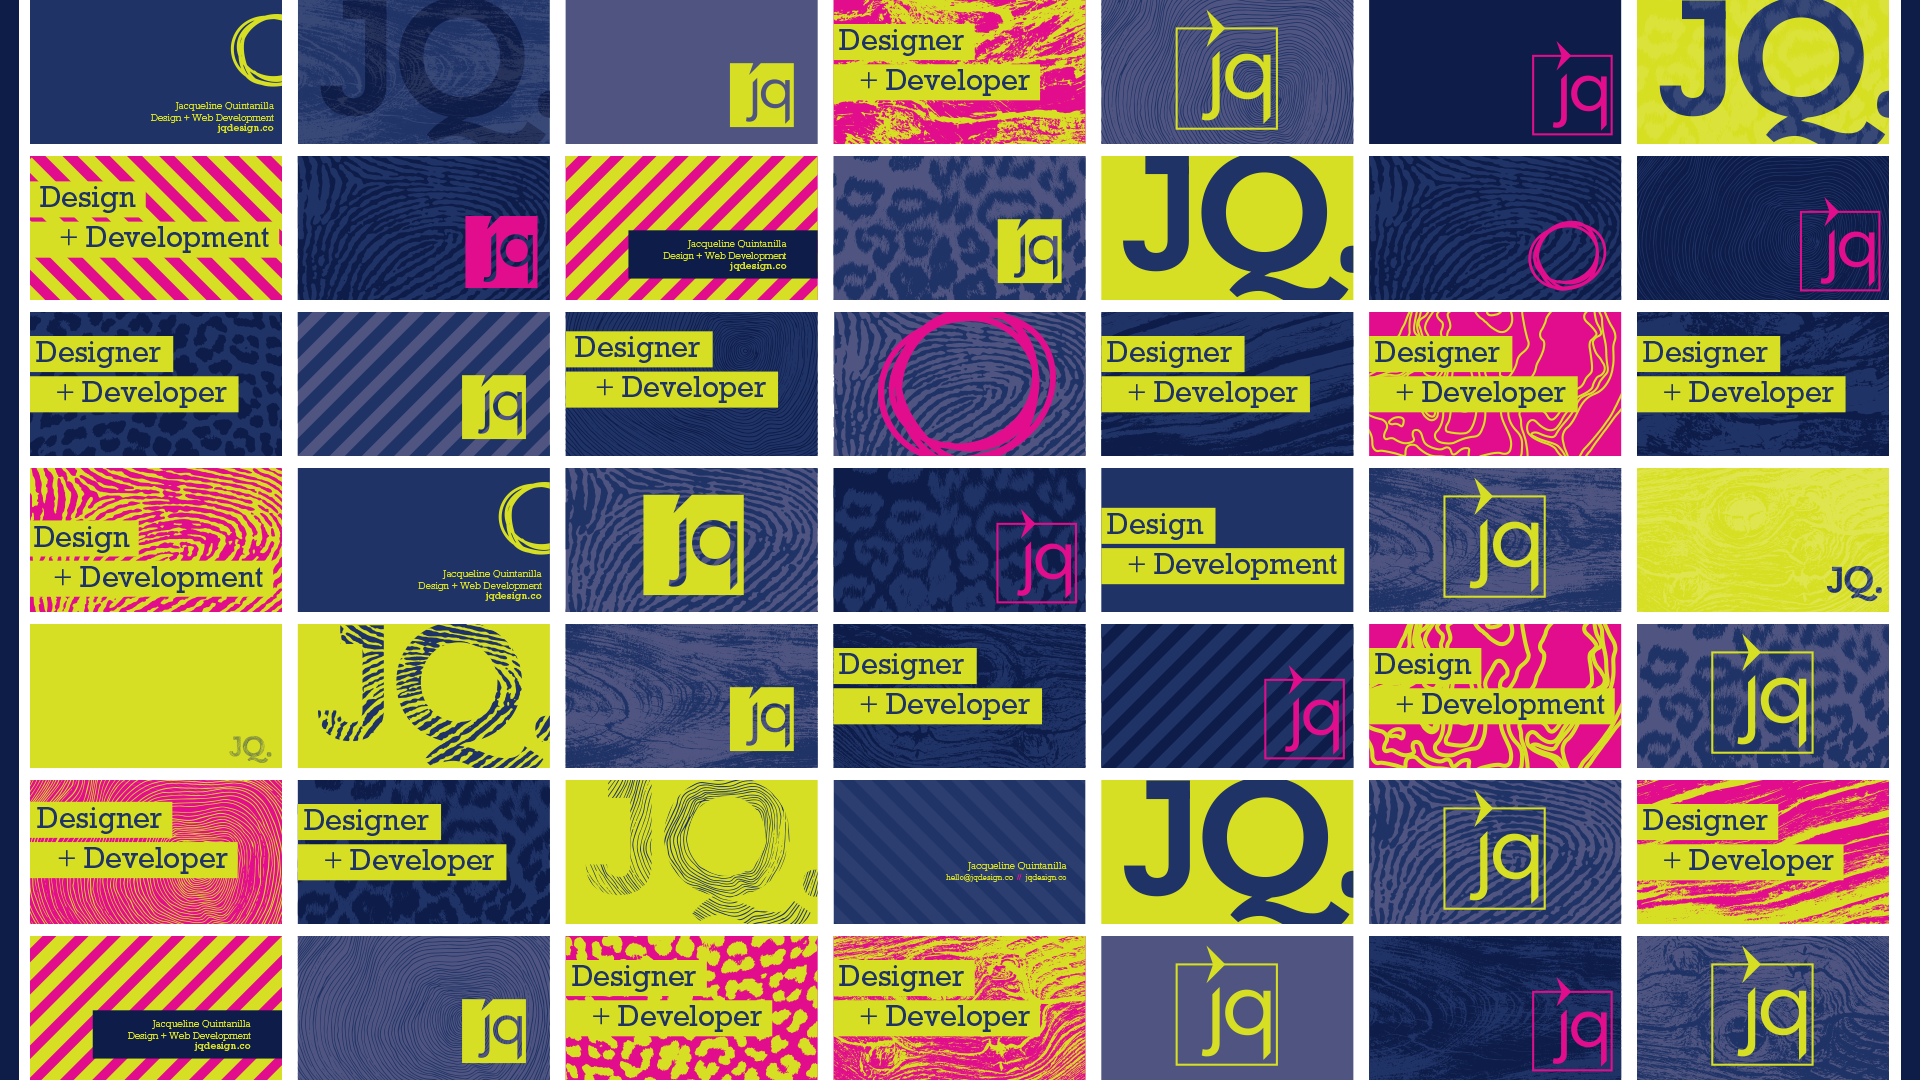 Jacqueline Quintanilla
Design + Web Development
jqdesign.co
JQ.
jq
Designer
+ Developer
jq
jq
JQ.
Design
+ Development
jq
Jacqueline Quintanilla
Design + Web Development
jqdesign.co
jq
JQ.
jq
Designer
+ Developer
jq
Designer
+ Developer
Designer
+ Developer
Designer
+ Developer
Designer
+ Developer
Design
+ Development
Jacqueline Quintanilla
Design + Web Development
jqdesign.co
jq
jq
Design
+ Development
jq
JQ.
JQ.
JQ.
jq
Designer
+ Developer
jq
Design
+ Development
jq
Designer
+ Developer
Designer
+ Developer
JQ.
Jacqueline Quintanilla
hello@jqdesign.co // jqdesign.co
JQ.
jq
Designer
+ Developer
Jacqueline Quintanilla
Design + Web Development
jqdesign.co
jq
Designer
+ Developer
Designer
+ Developer
jq
jq
jq